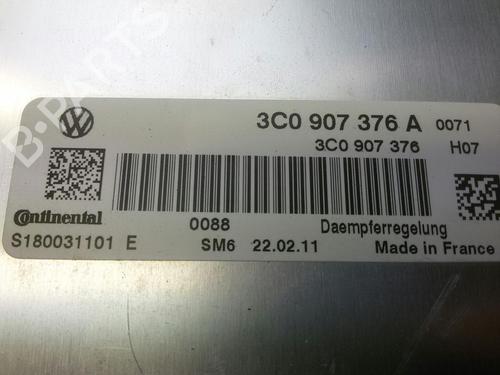 3C0 907 376 A 0071
3C0 907 376 H07
Continental
0088 Daempferregelung
S180031101 E SM6 22.02.11 Made in France
B-PARTS